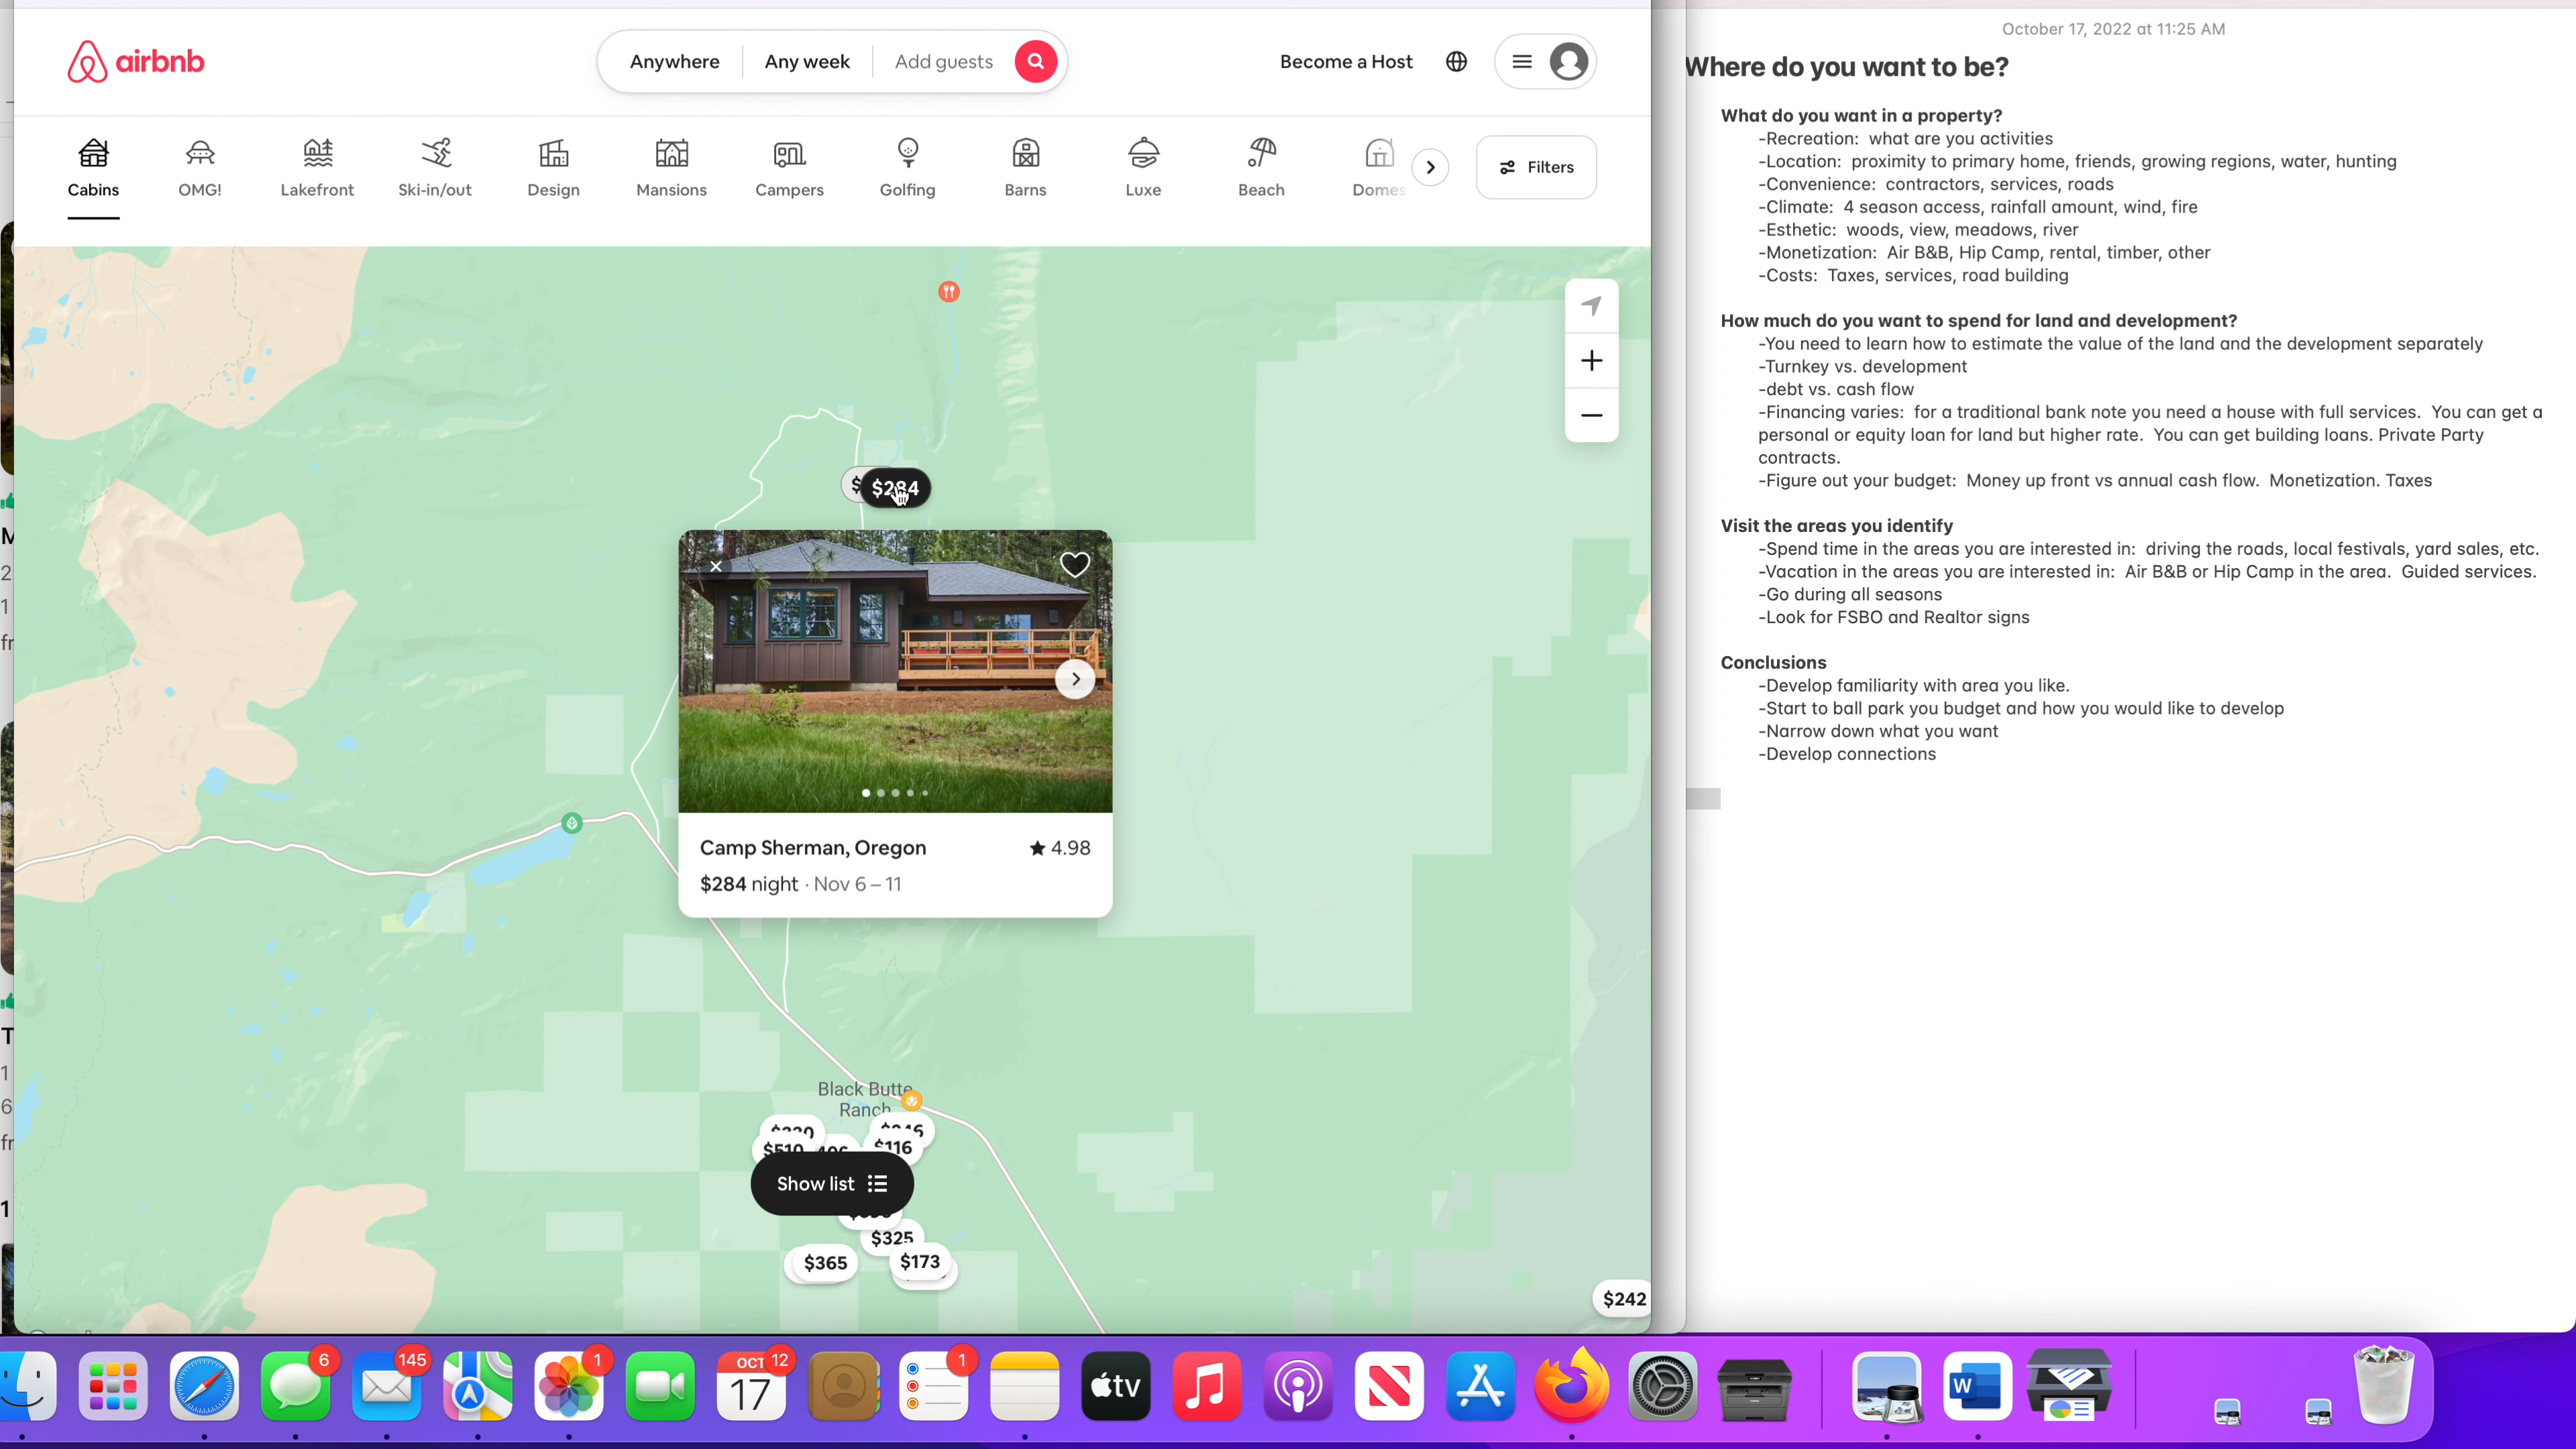 airbnb
Anywhere
Any week
Add guests
Become a Host
Cabins
OMG!
Lakefront
Ski-in/out
Design
Mansions
Campers
Golfing
Barns
Luxe
Beach
Domes
Filters
$
$284
Camp Sherman, Oregon
4.98
$284 night · Nov 6 – 11
Black Butte
Ranch
$510
$116
Show list
$325
$365
$173
$242
October 17, 2022 at 11:25 AM
Where do you want to be?
What do you want in a property?
-Recreation: what are you activities
-Location: proximity to primary home, friends, growing regions, water, hunting
-Convenience: contractors, services, roads
-Climate: 4 season access, rainfall amount, wind, fire
-Esthetic: woods, view, meadows, river
-Monetization: Air B&B, Hip Camp, rental, timber, other
-Costs: Taxes, services, road building
How much do you want to spend for land and development?
-You need to learn how to estimate the value of the land and the development separately
-Turnkey vs. development
-debt vs. cash flow
-Financing varies: for a traditional bank note you need a house with full services. You can get a
personal or equity loan for land but higher rate. You can get building loans. Private Party
contracts.
-Figure out your budget: Money up front vs annual cash flow. Monetization. Taxes
Visit the areas you identify
-Spend time in the areas you are interested in: driving the roads, local festivals, yard sales, etc.
-Vacation in the areas you are interested in: Air B&B or Hip Camp in the area. Guided services.
-Go during all seasons
-Look for FSBO and Realtor signs
Conclusions
-Develop familiarity with area you like.
-Start to ball park you budget and how you would like to develop
-Narrow down what you want
-Develop connections
6
145
1
OCT
17
12
1
tv
W